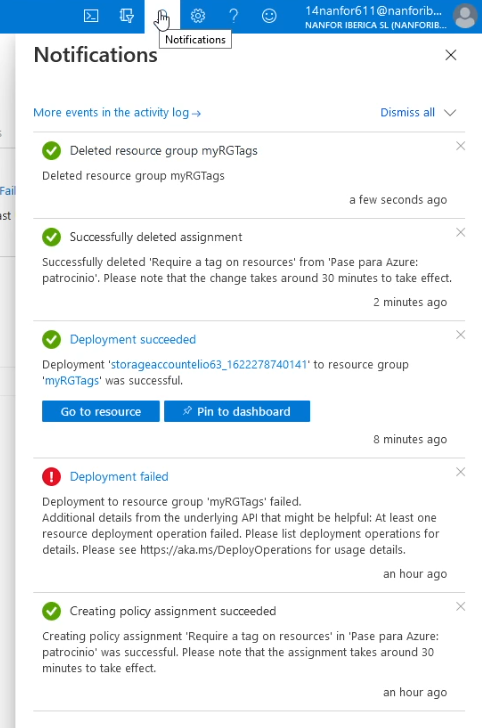 14nanfor611@nanforib...
NANFOR IBERICA SL (NANFORIB...
Notifications
Notifications
More events in the activity log→
Dismiss all
Deleted resource group myRGTags
Deleted resource group myRGTags
a few seconds ago
Successfully deleted assignment
Successfully deleted 'Require a tag on resources' from 'Pase para Azure:
patrocinio'. Please note that the change takes around 30 minutes to take effect.
2 minutes ago
Deployment succeeded
Deployment 'storageaccountelio63_1622278740141' to resource group
'myRGTags' was successful.
Go to resource
Pin to dashboard
8 minutes ago
Deployment failed
Deployment to resource group 'myRGTags' failed.
Additional details from the underlying API that might be helpful: At least one
resource deployment operation failed. Please list deployment operations for
details. Please see https://aka.ms/DeployOperations for usage details.
an hour ago
Creating policy assignment succeeded
Creating policy assignment 'Require a tag on resources' in 'Pase para Azure:
patrocinio' was successful. Please note that the assignment takes around 30
minutes to take effect.
an hour ago